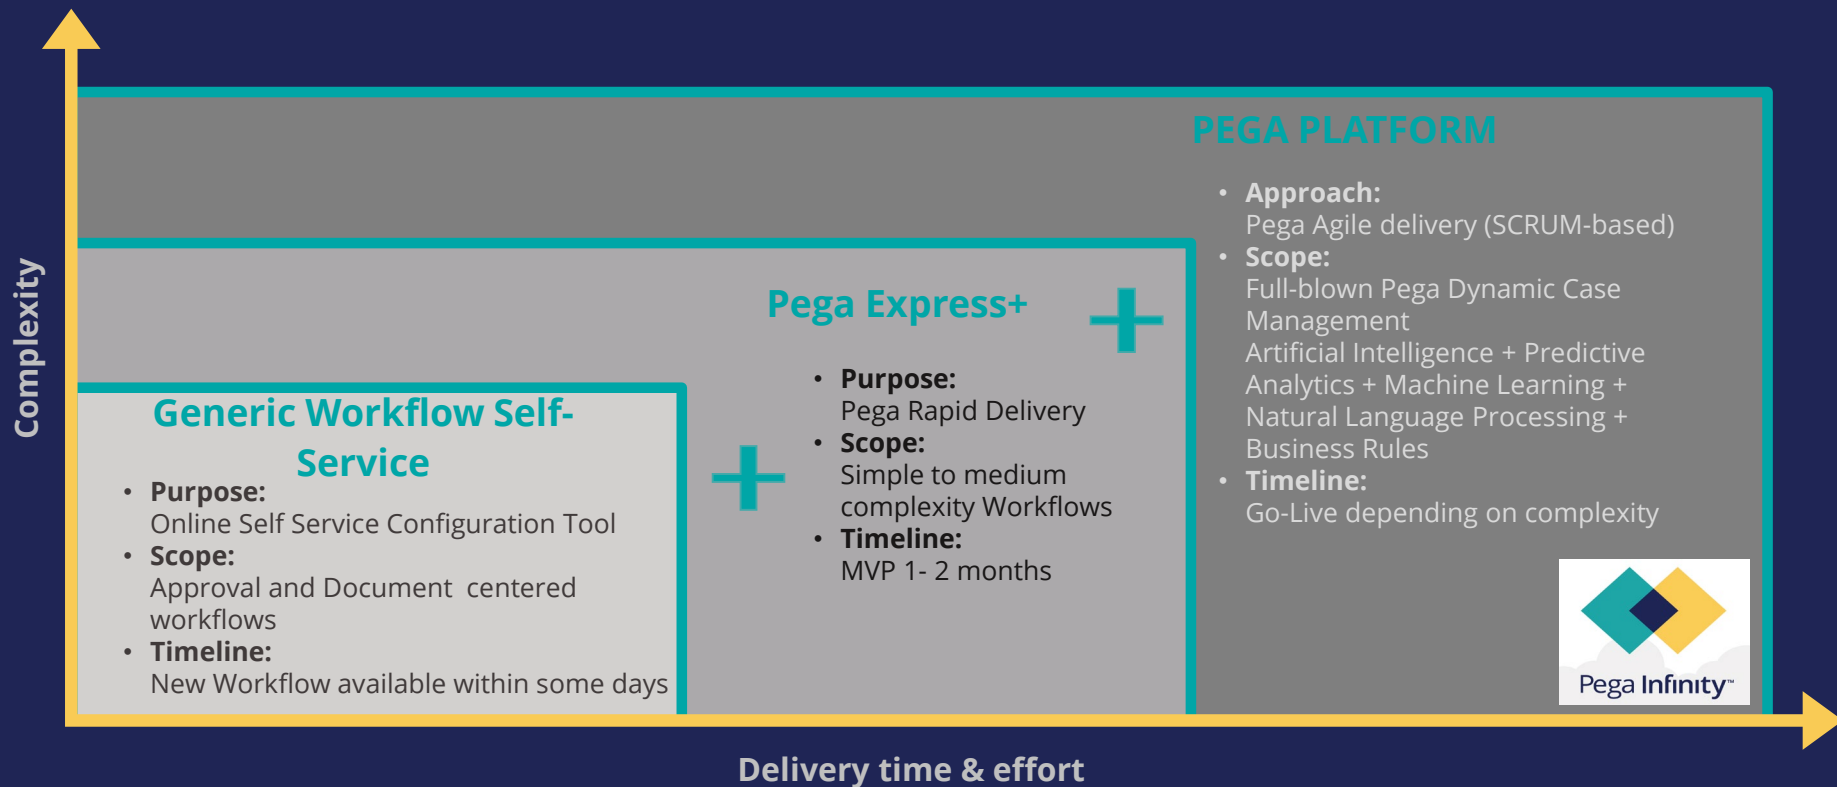 Complexity
Generic Workflow Self-
Service
• Purpose:
Online Self Service Configuration Tool
• Scope:
Approval and Document centered
workflows
• Timeline:
New Workflow available within some days
Pega Express+
• Purpose:
Pega Rapid Delivery
• Scope:
Simple to medium
complexity Workflows
• Timeline:
MVP 1- 2 months
PEGA PLATFORM
• Approach:
Pega Agile delivery (SCRUM-based)
• Scope:
Full-blown Pega Dynamic Case
Management
Artificial Intelligence + Predictive
Analytics + Machine Learning +
Natural Language Processing +
Business Rules
• Timeline:
Go-Live depending on complexity
Pega Infinity™
Delivery time & effort